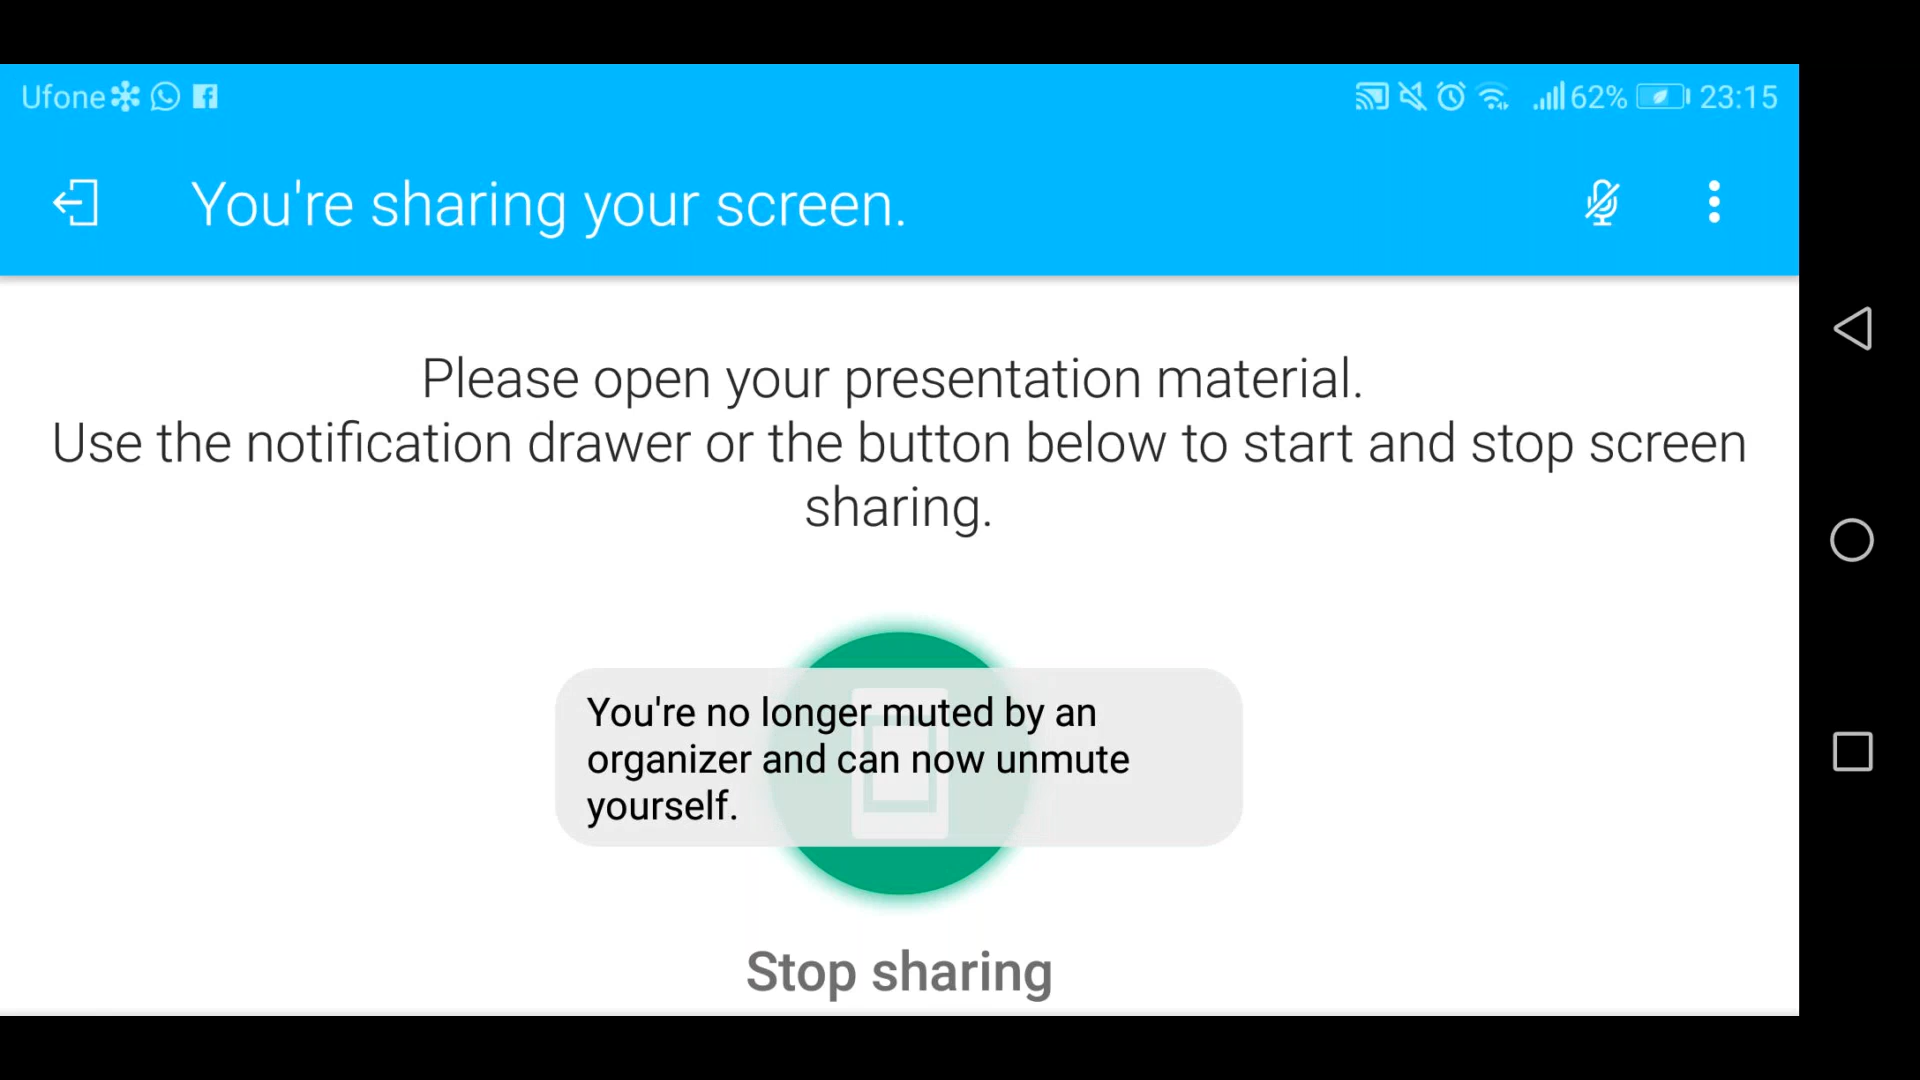 Ufone 62% 23:15
You're sharing your screen.
Please open your presentation material.
Use the notification drawer or the button below to start and stop screen
sharing.
You're no longer muted by an
organizer and can now unmute
yourself.
Stop sharing